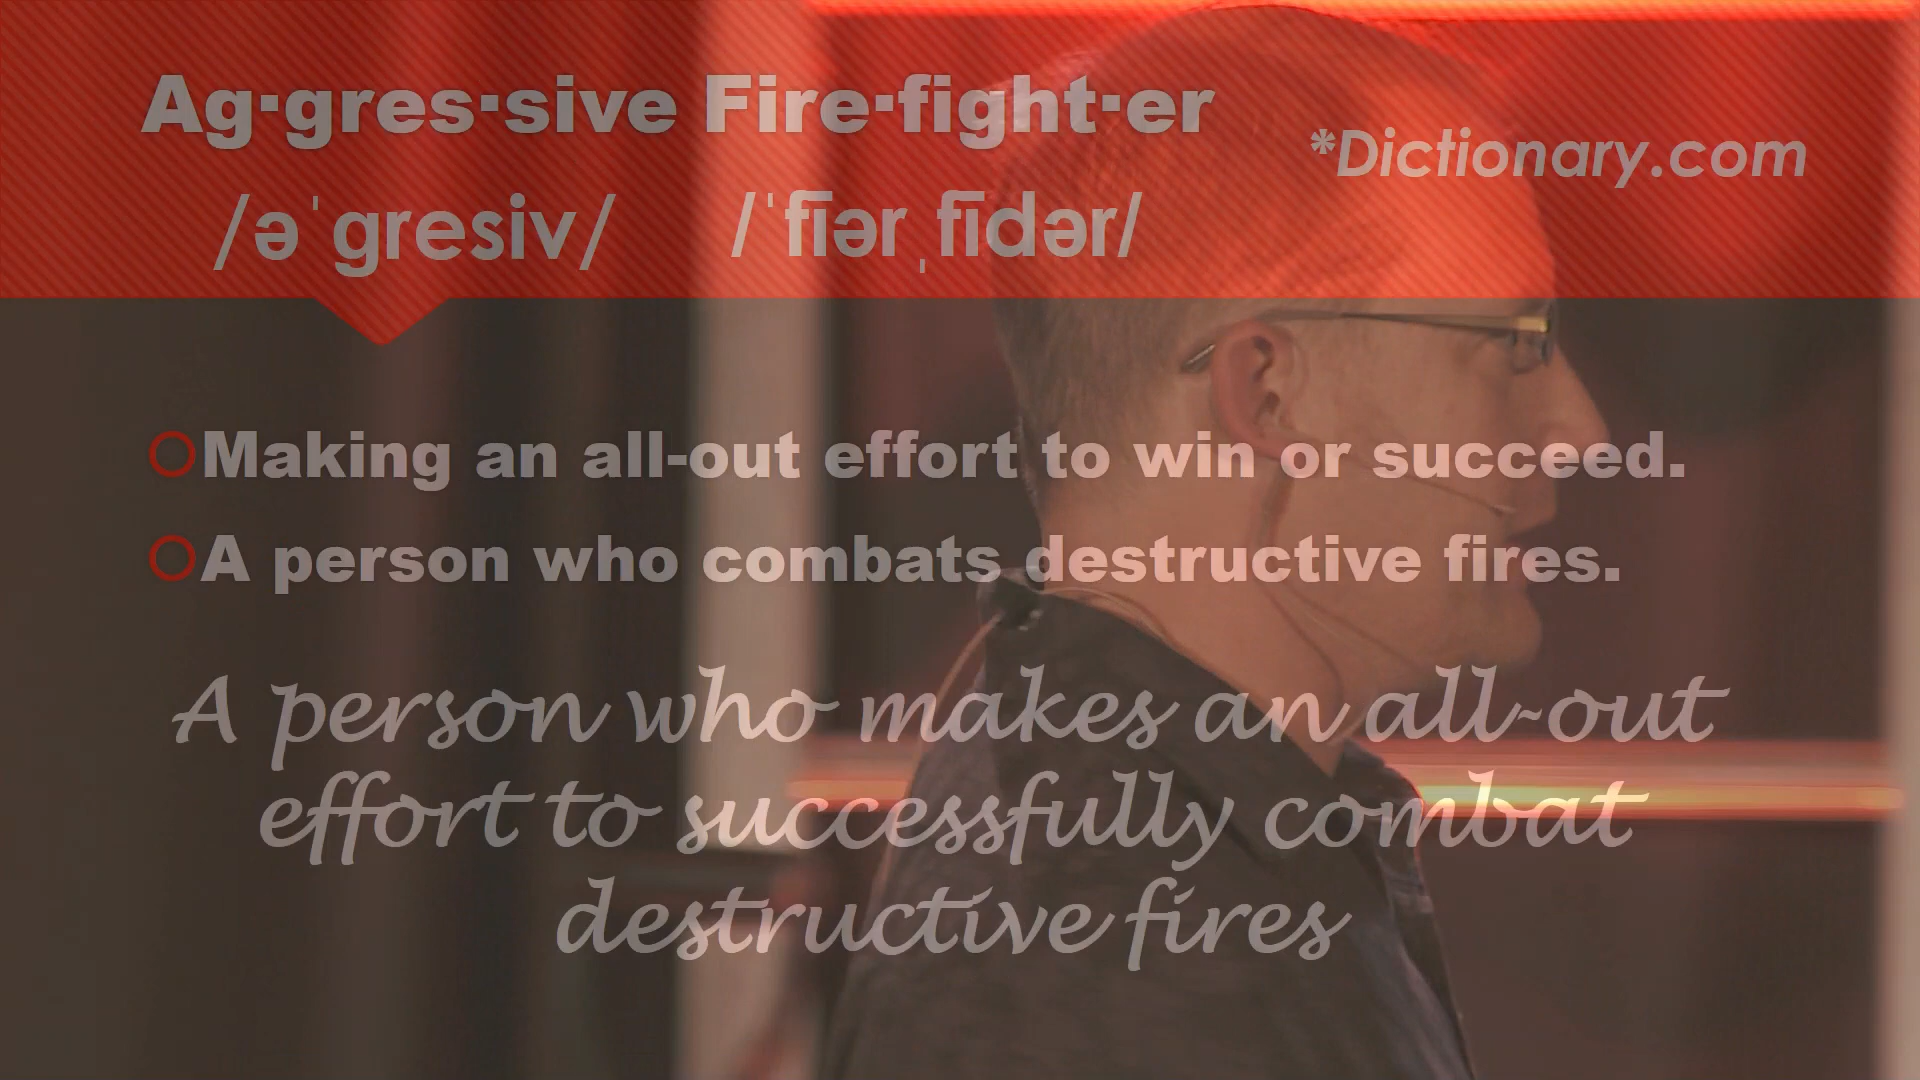 Ag·gres·sive Fire·fight·er
*Dictionary.com
/əˈgresiv/ /ˈfīərˌfīdər/
Making an all-out effort to win or succeed.
A person who combats destructive fires.
A person who makes an all-out
effort to successfully combat
destructive fires